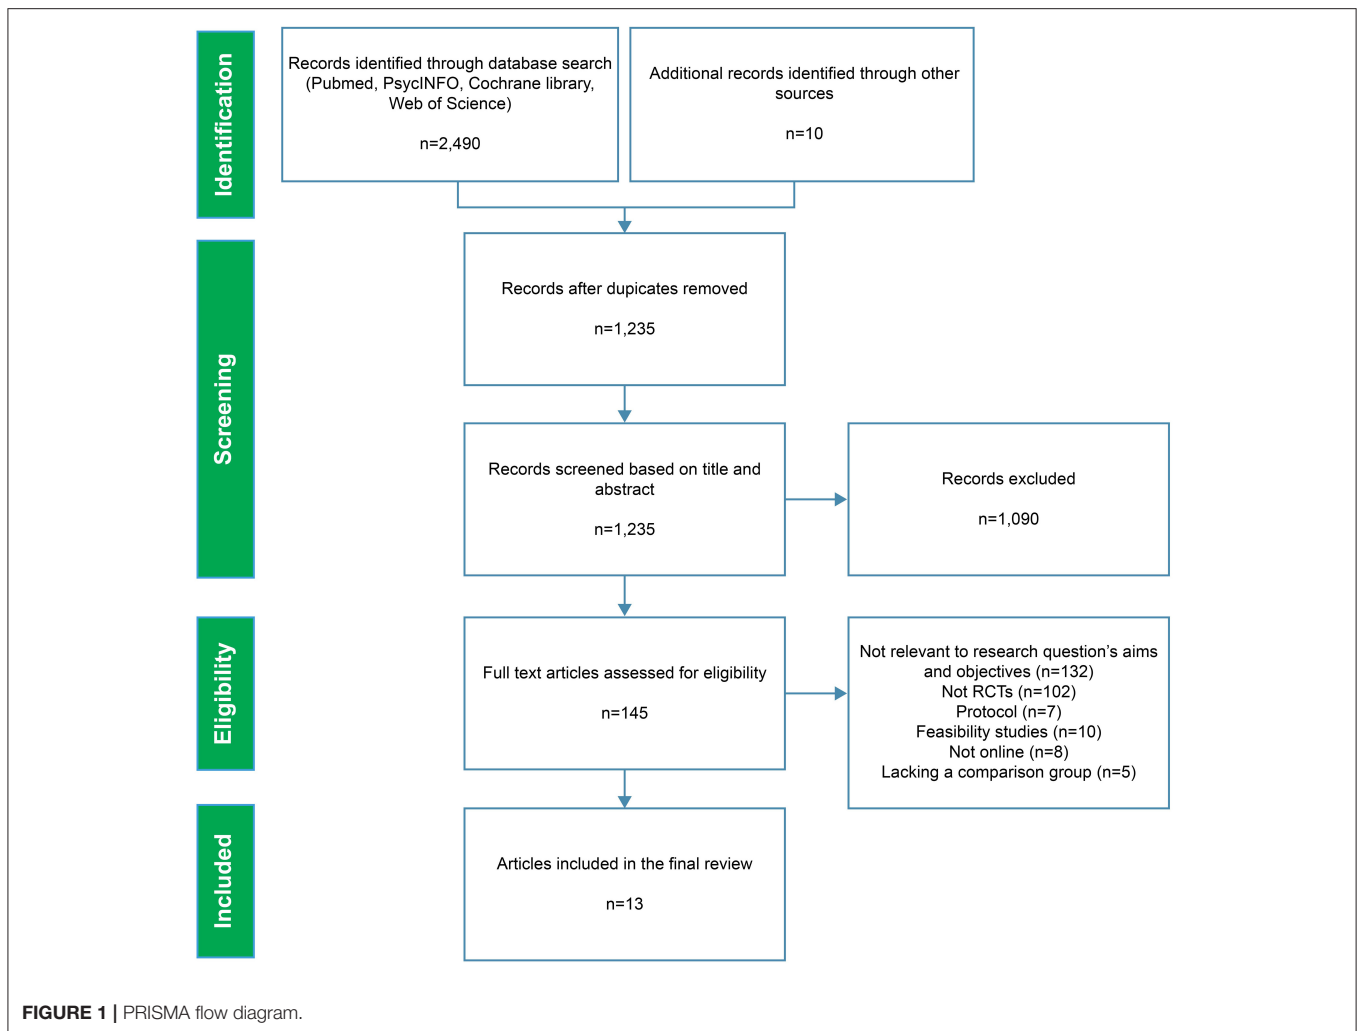 Identification
Records identified through database search
(Pubmed, PsycINFO, Cochrane library,
Web of Science)
n=2,490
Additional records identified through other
sources
n=10
Screening
Records after dupicates removed
n=1,235
Records screened based on title and
abstract
n=1,235
Records excluded
n=1,090
Eligibility
Full text articles assessed for eligibility
n=145
Not relevant to research question’s aims
and objectives (n=132)
Not RCTs (n=102)
Protocol (n=7)
Feasibility studies (n=10)
Not online (n=8)
Lacking a comparison group (n=5)
Included
Articles included in the final review
n=13
FIGURE 1 | PRISMA flow diagram.